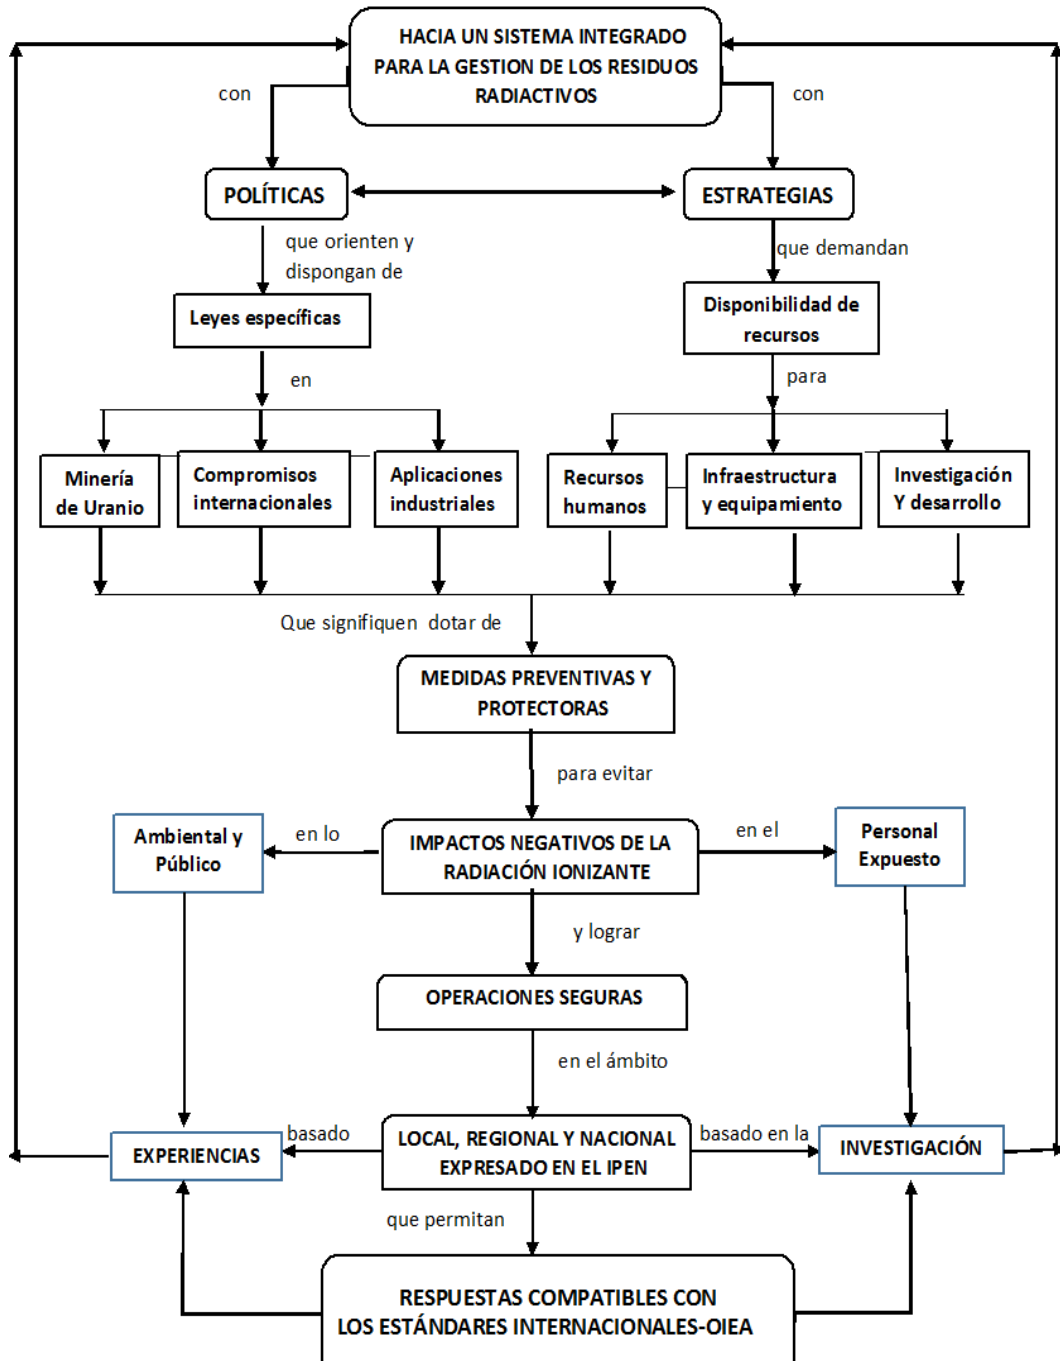 HACIA UN SISTEMA INTEGRADO
PARA LA GESTION DE LOS RESIDUOS
RADIACTIVOS
con
con
POLÍTICAS
ESTRATEGIAS
que orienten y
dispongan de
que demandan
Leyes específicas
Disponibilidad de
recursos
en
para
Minería
de Uranio
Compromisos
internacionales
Aplicaciones
industriales
Recursos
humanos
Infraestructura
y equipamiento
Investigación
Y desarrollo
Que signifiquen dotar de
MEDIDAS PREVENTIVAS Y
PROTECTORAS
para evitar
Ambiental y
Público
en lo
IMPACTOS NEGATIVOS DE LA
RADIACIÓN IONIZANTE
en el
Personal
Expuesto
y lograr
OPERACIONES SEGURAS
en el ámbito
EXPERIENCIAS
basado
LOCAL, REGIONAL Y NACIONAL
EXPRESADO EN EL IPEN
basado en la
INVESTIGACIÓN
que permitan
RESPUESTAS COMPATIBLES CON
LOS ESTÁNDARES INTERNACIONALES-OIEA